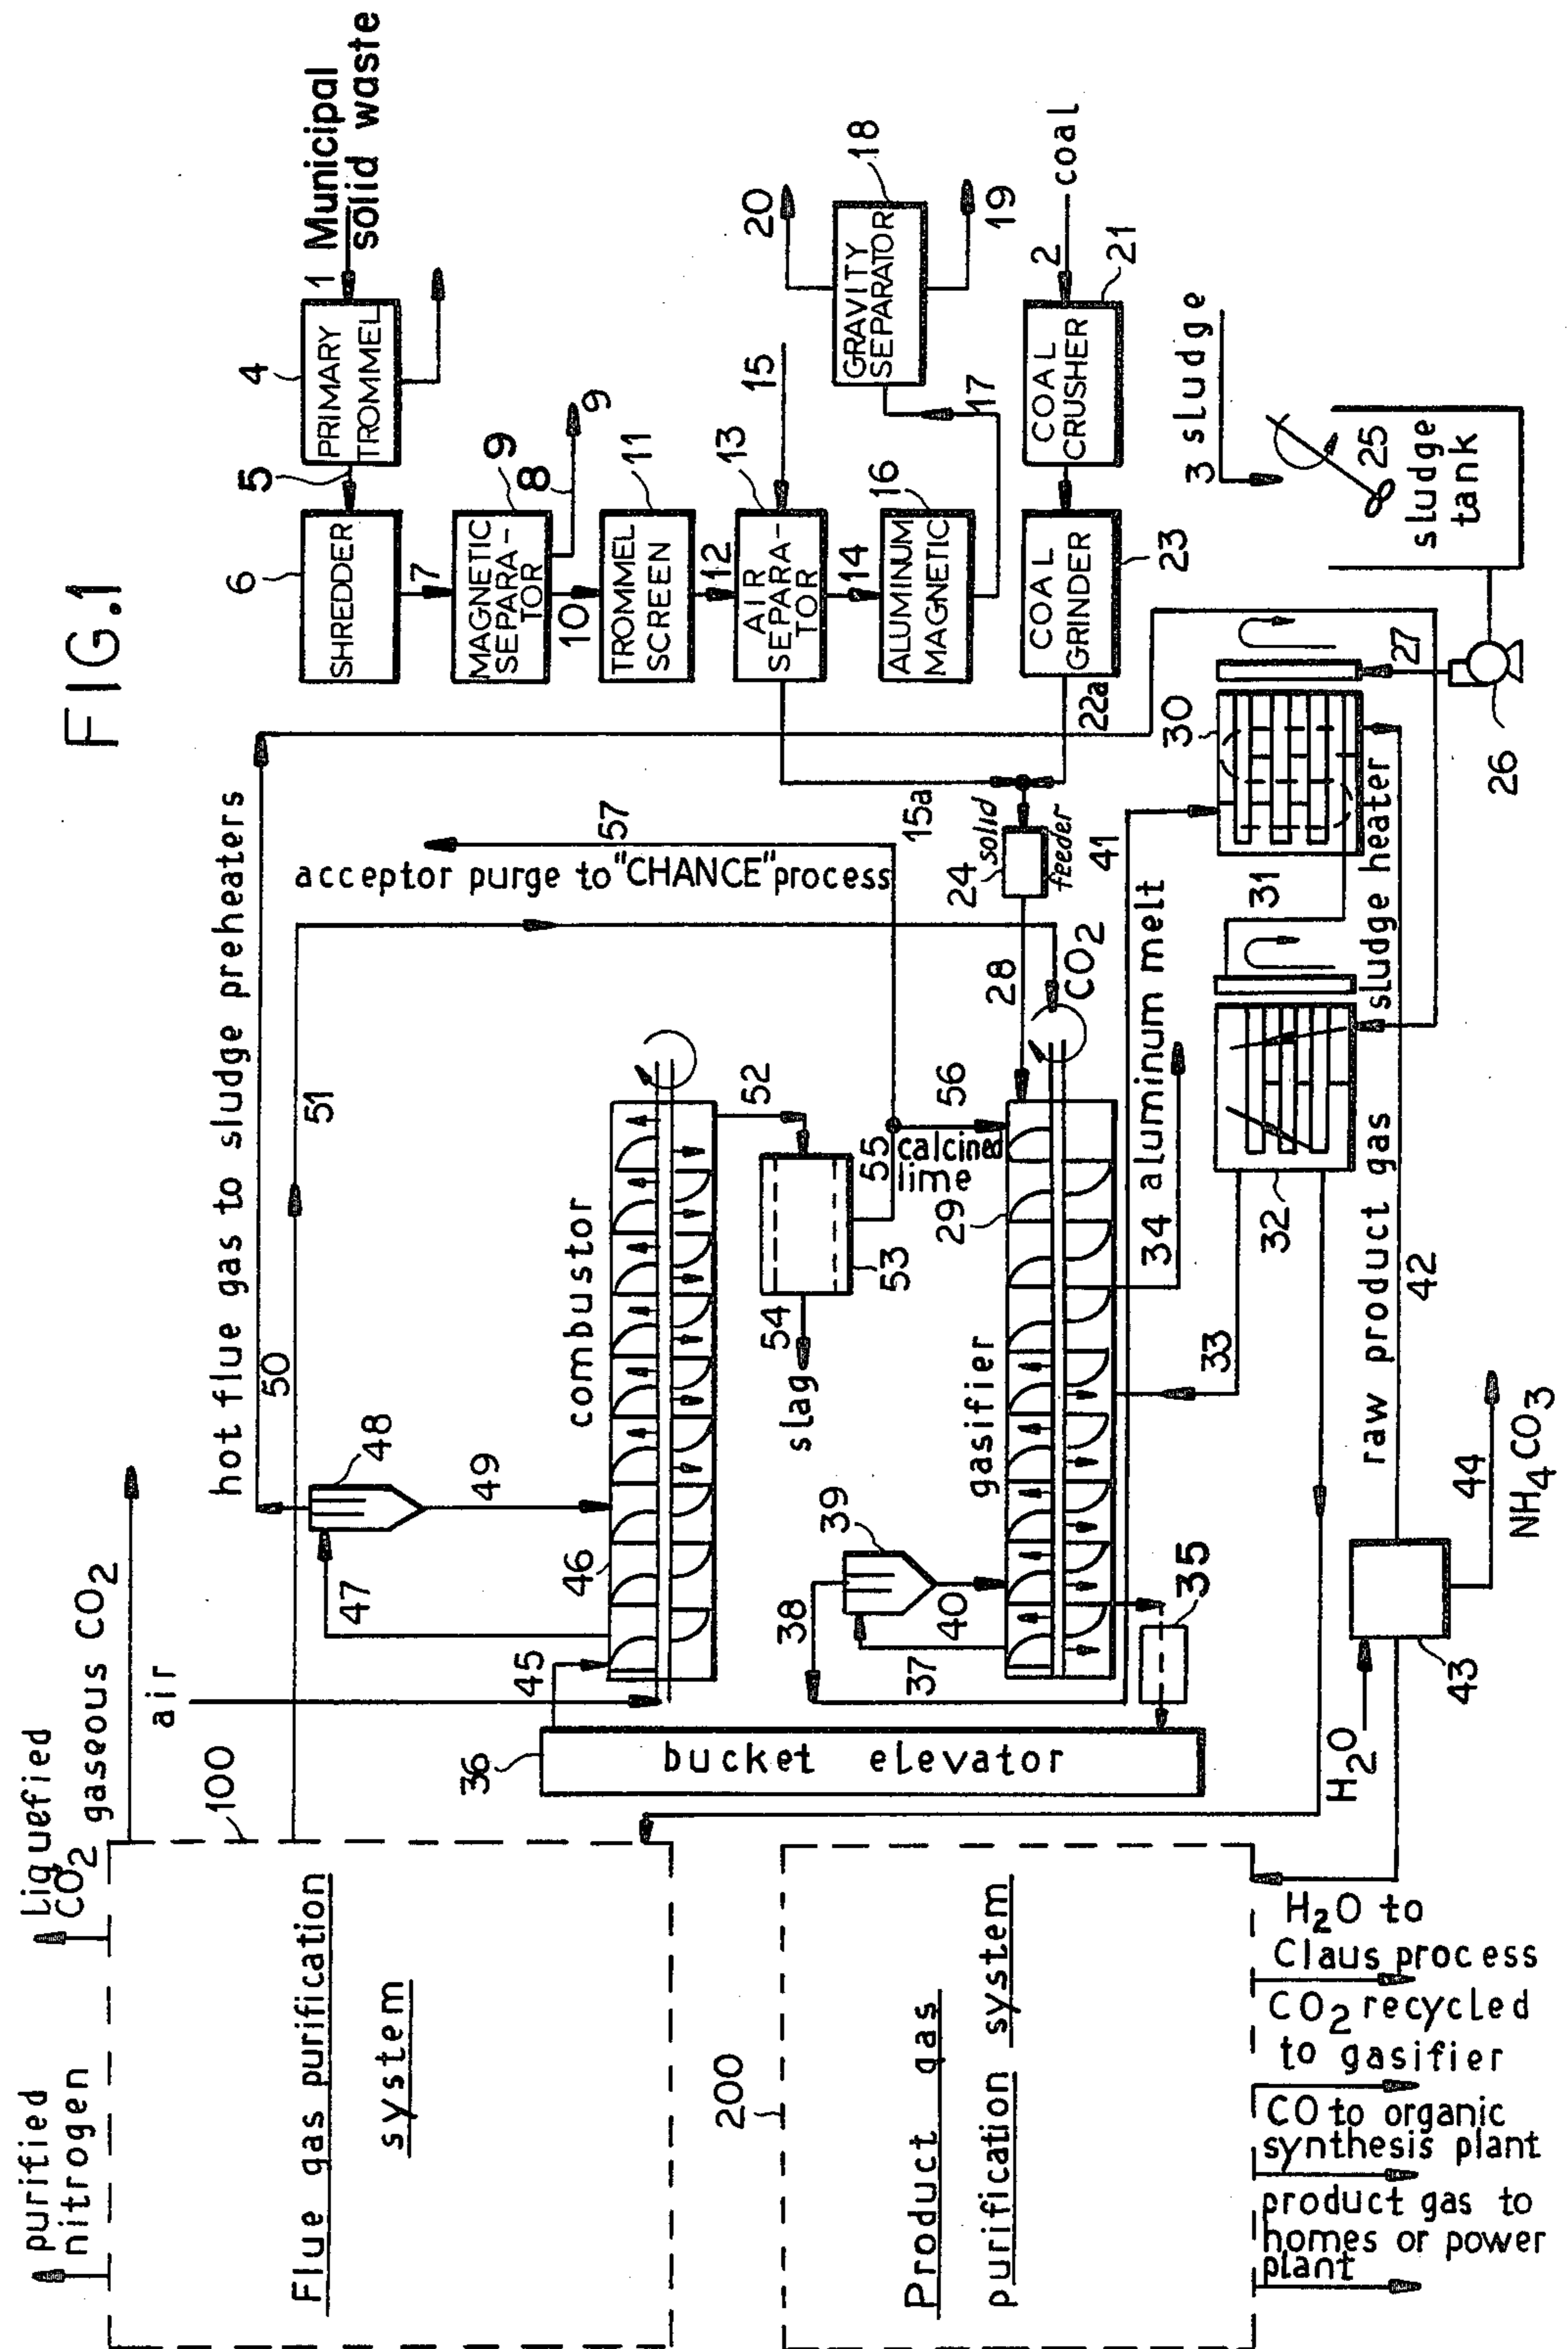 FIG.1
1 Municipal
solid waste
4
PRIMARY
TROMMEL
5
6
SHREDDER
7
9
MAGNETIC
SEPARA-
TOR
8
9
10
11
TROMMEL
SCREEN
12
13
AIR
SEPARA-
TOR
15
14
16
ALUMINUM
MAGNETIC
17
18
GRAVITY
SEPARATOR
20
19
2
coal
21
COAL
CRUSHER
23
COAL
GRINDER
22a
15a
24
solid
feeder
3 sludge
25
sludge
tank
26
27
30
31
sludge heater
32
33
hot flue gas to sludge preheaters
50
51
57
acceptor purge to "CHANCE" process
28
CO2
41
34 aluminum melt
combustor
46
45
47
48
49
52
53
54
slag
55
56
calcined
lime
29
gasifier
37
38
39
40
35
36
bucket elevator
raw product gas
42
43
44
NH4CO3
H2O
air
gaseous CO2
Liquefied
CO2
purified
nitrogen
100
Flue gas purification
system
200
Product gas
purification system
H2O to
Claus process
CO2 recycled
to gasifier
CO to organic
synthesis plant
product gas to
homes or power
plant